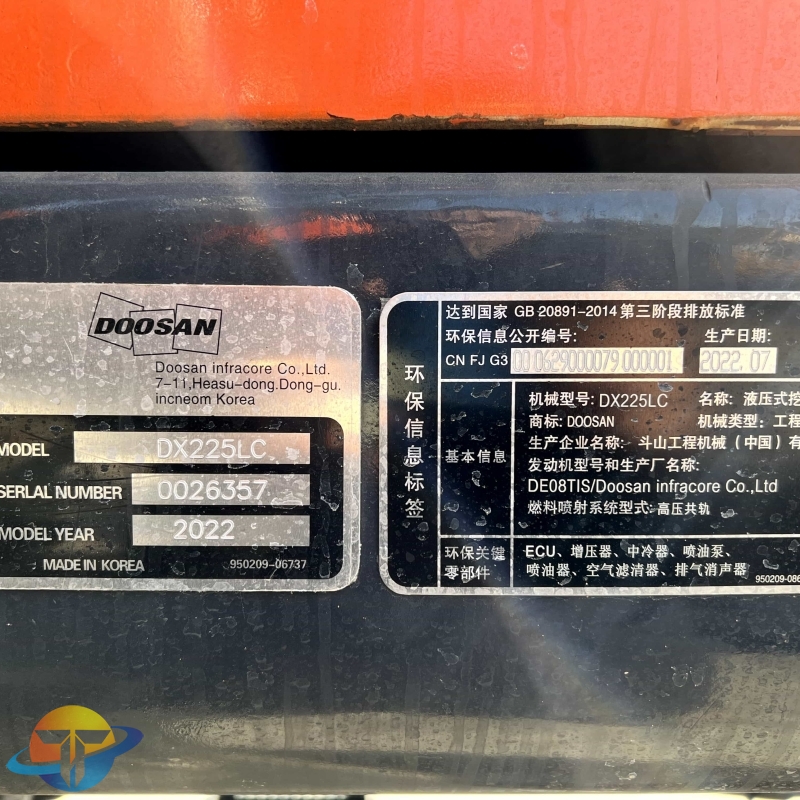 DOOSAN
Doosan infracore Co.,Ltd.
7-11,Heasu-dong.Dong-gu.
incneom Korea
MODEL DX225LC
SERLAL NUMBER 0026357
MODEL YEAR 2022
MADE IN KOREA 950209-06737
环保信息标签
达到国家 GB 20891-2014 第三阶段排放标准
环保信息公开编号: 生产日期:
CN FJ G3 00 0629000079 000001 2022.07
基本信息
机械型号: DX225LC 名称: 液压式挖
商标: DOOSAN 机械类型: 工程
生产企业名称: 斗山工程机械（中国）有
发动机型号和生产厂名称:
DE08TIS/Doosan infracore Co.,Ltd
燃料喷射系统型式: 高压共轨
环保关键
零部件
ECU、增压器、中冷器、喷油泵、
喷油器、空气滤清器、排气消声器
950209-086